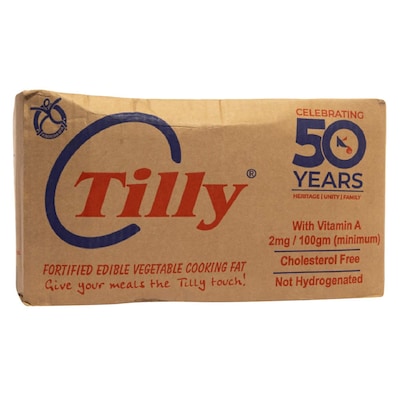 CELEBRATING
50
YEARS
HERITAGE | UNITY | FAMILY
Tilly®
With Vitamin A
2mg / 100gm (minimum)
Cholesterol Free
Not Hydrogenated
FORTIFIED EDIBLE VEGETABLE COOKING FAT
Give your meals the Tilly touch!